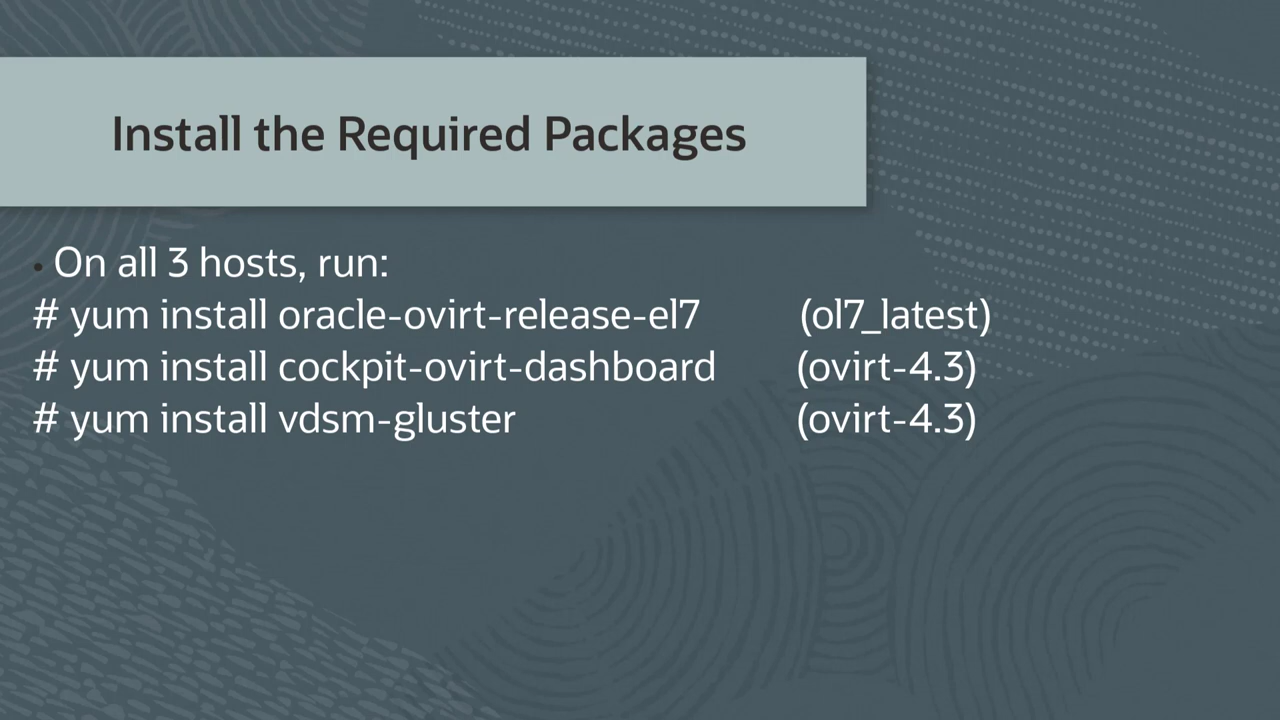 Install the Required Packages
• On all 3 hosts, run:
# yum install oracle-ovirt-release-el7 (ol7_latest)
# yum install cockpit-ovirt-dashboard (ovirt-4.3)
# yum install vdsm-gluster (ovirt-4.3)